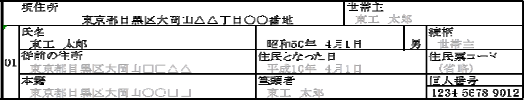 現住所 世帯主
東京都目黒区大岡山△△丁目〇〇番地 東工 太郎
01 氏名 続柄
東工 太郎 昭和50年 4月1日 男 世帯主
従前の住所 住民となった日 住民票コード
東京都目黒区大岡山□□△△ 平成10年 4月1日 (省略)
本籍 筆頭者 個人番号
東京都目黒区大岡山〇〇□□ 東工 太郎 1234 5678 9012